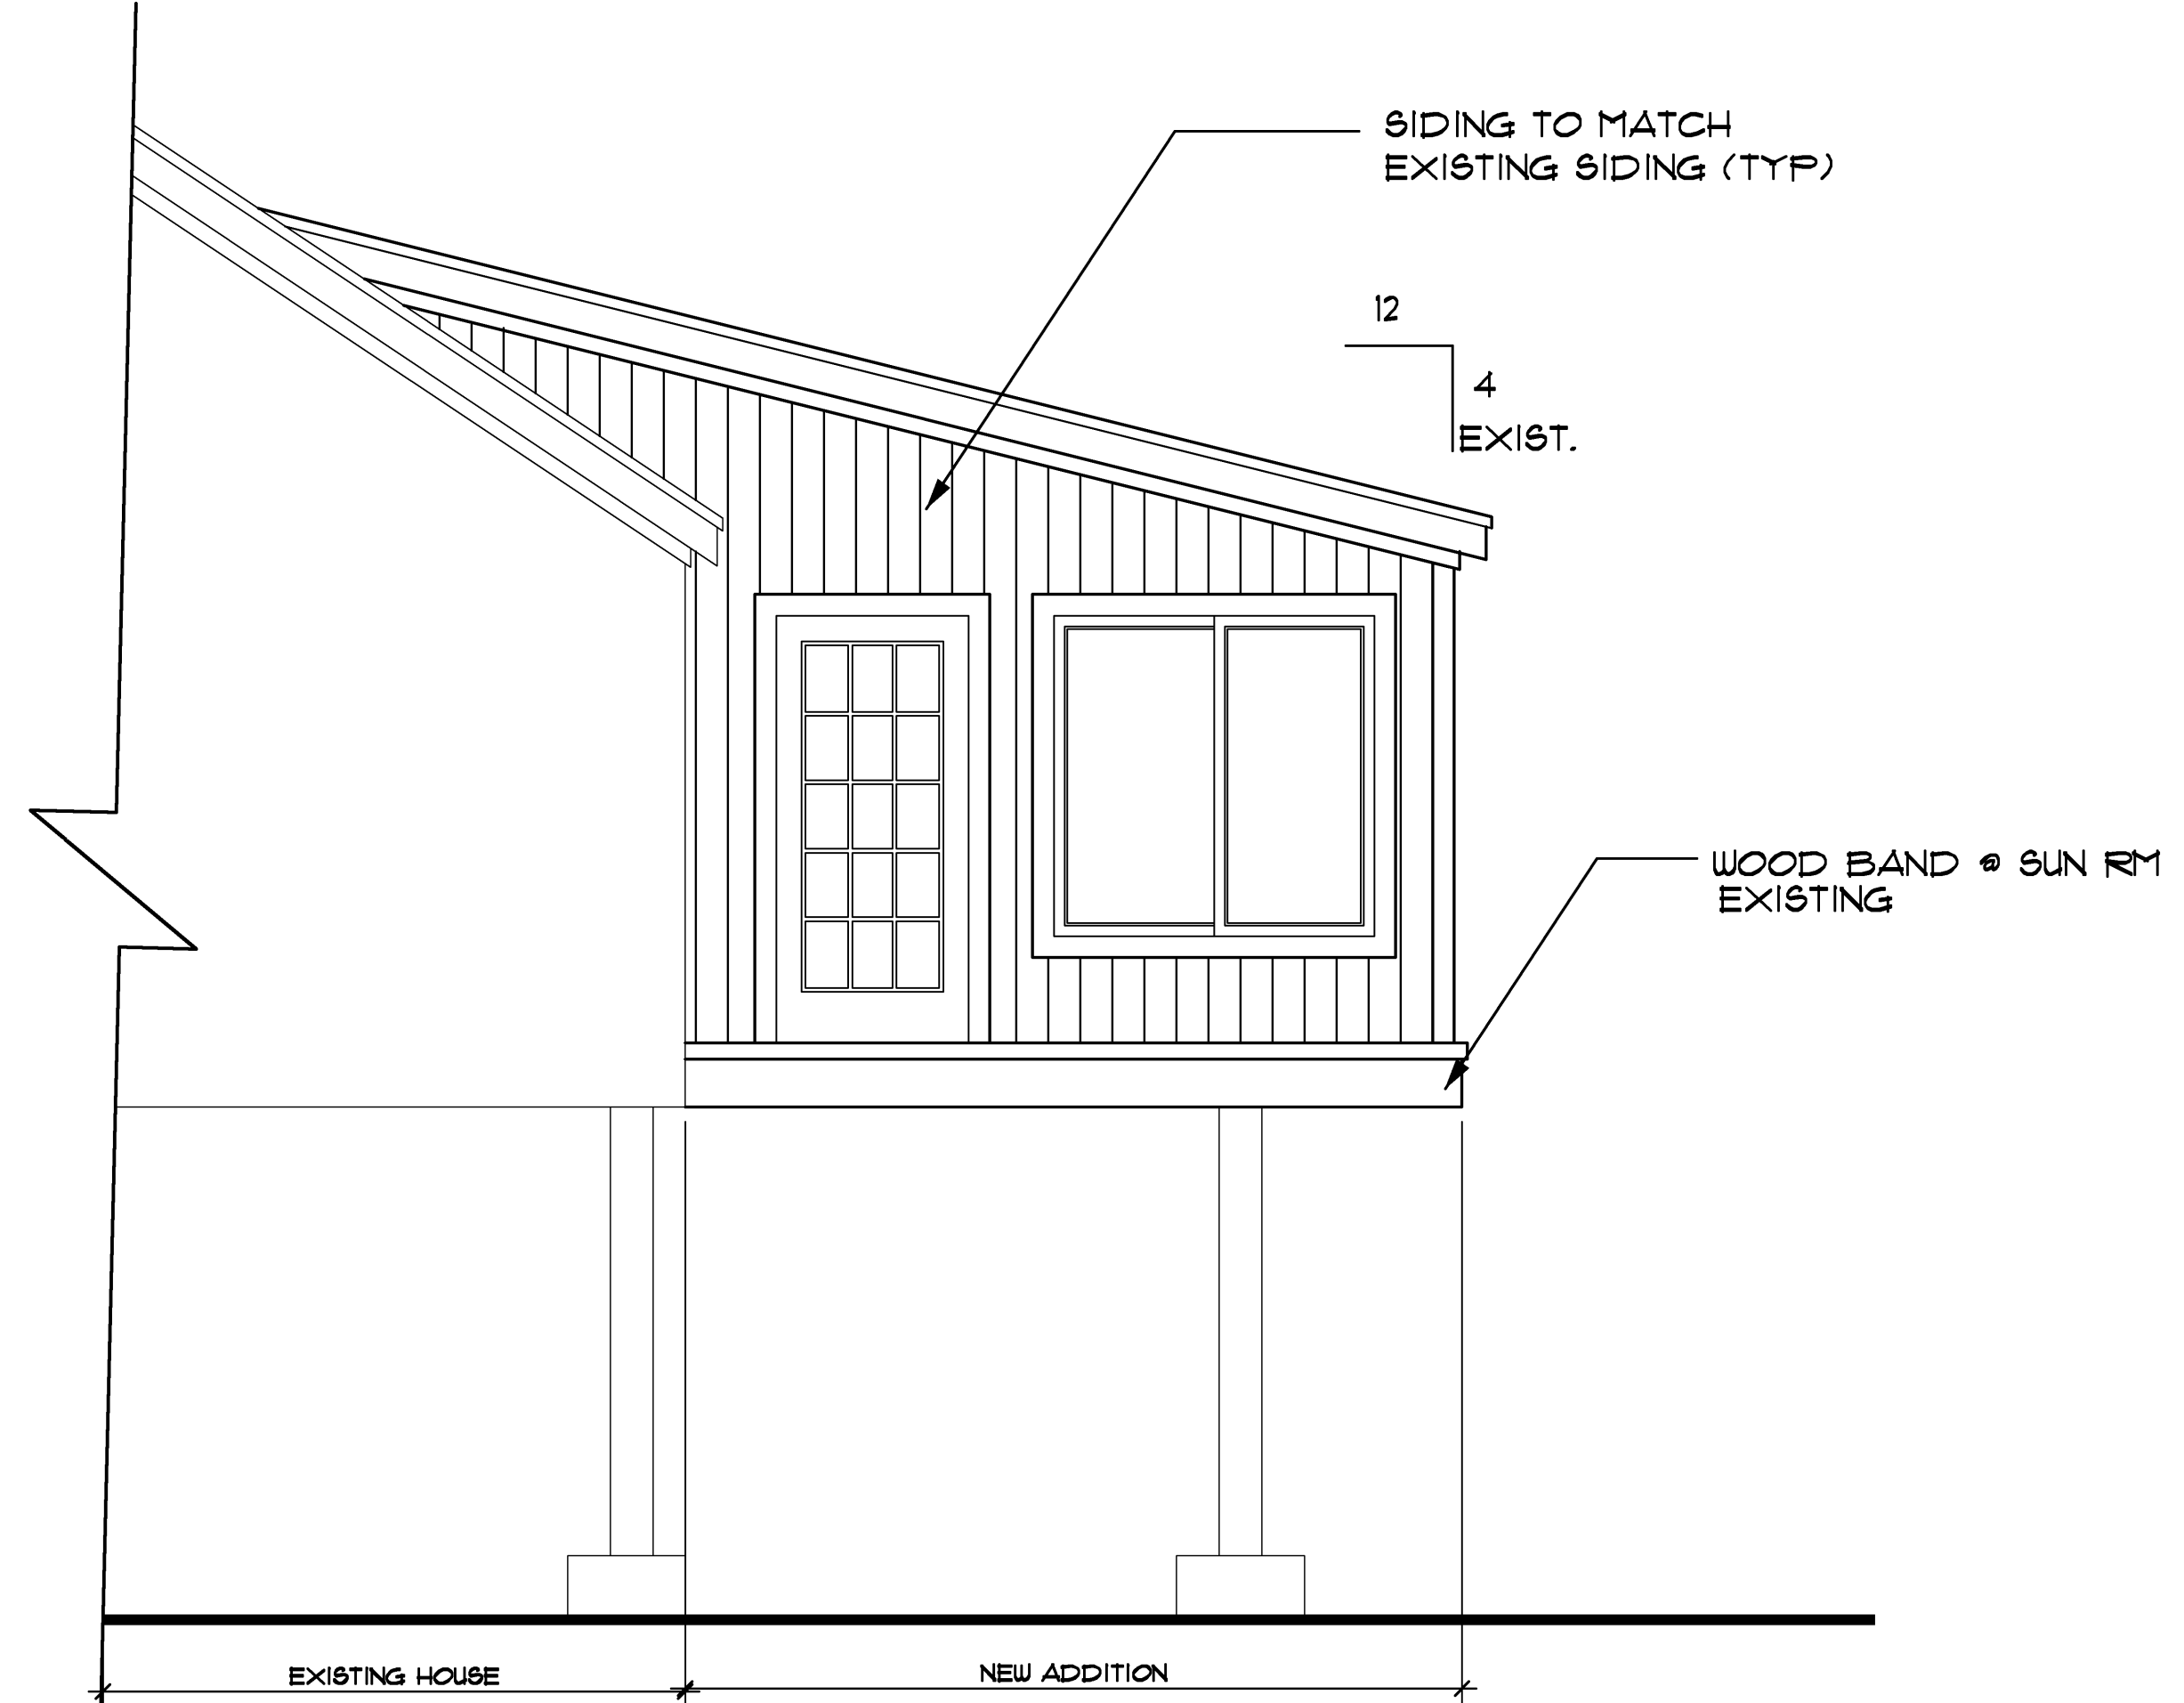 SIDING TO MATCH
EXISTING SIDING (TYP)
12
4
EXIST.
WOOD BAND @ SUN RM
EXISTING
EXISTING HOUSE
NEW ADDITION